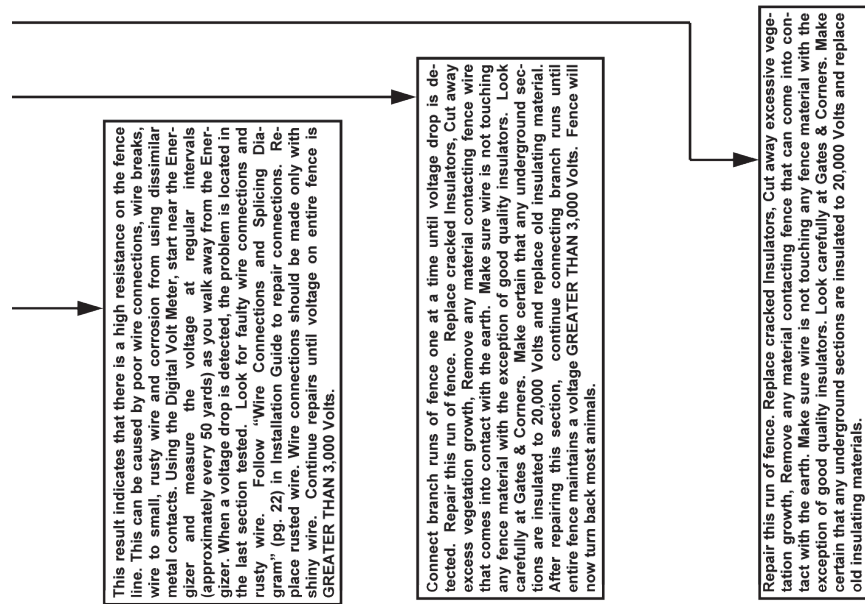 This result indicates that there is a high resistance on the fence
line. This can be caused by poor wire connections, wire breaks,
wire to small, rusty wire and corrosion from using dissimilar
metal contacts. Using the Digital Volt Meter, start near the Ener-
gizer and measure the voltage at regular intervals
(approximately every 50 yards) as you walk away from the Ener-
gizer. When a voltage drop is detected, the problem is located in
the last section tested. Look for faulty wire connections and
rusty wire. Follow “Wire Connections and Splicing Dia-
gram” (pg. 22) in Installation Guide to repair connections. Re-
place rusted wire. Wire connections should be made only with
shiny wire. Continue repairs until voltage on entire fence is
GREATER THAN 3,000 Volts.
Connect branch runs of fence one at a time until voltage drop is de-
tected. Repair this run of fence. Replace cracked Insulators, Cut away
excess vegetation growth, Remove any material contacting fence wire
that comes into contact with the earth. Make sure wire is not touching
any fence material with the exception of good quality insulators. Look
carefully at Gates & Corners. Make certain that any underground sec-
tions are insulated to 20,000 Volts and replace old insulating material.
After repairing this section, continue connecting branch runs until
entire fence maintains a voltage GREATER THAN 3,000 Volts. Fence will
now turn back most animals.
Repair this run of fence. Replace cracked Insulators, Cut away excessive vege-
tation growth, Remove any material contacting fence that can come into con-
tact with the earth. Make sure wire is not touching any fence material with the
exception of good quality insulators. Look carefully at Gates & Corners. Make
certain that any underground sections are insulated to 20,000 Volts and replace
old insulating materials.